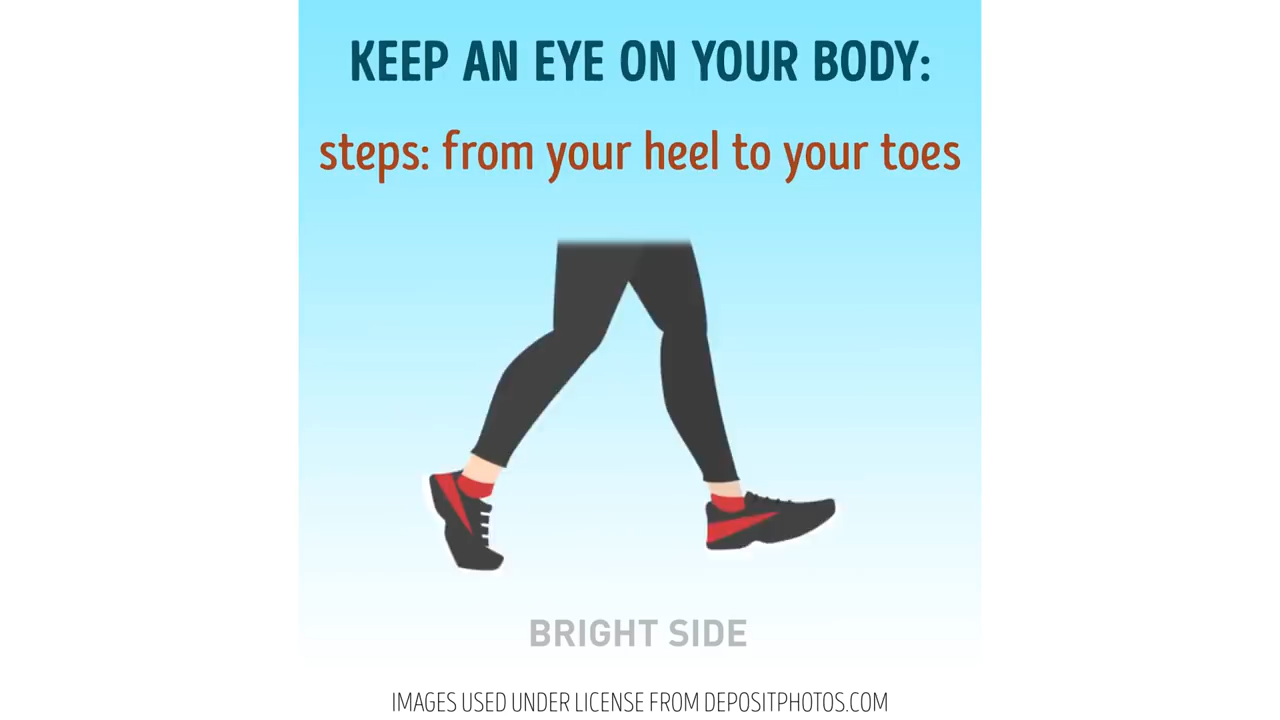 KEEP AN EYE ON YOUR BODY:
steps: from your heel to your toes
BRIGHT SIDE
IMAGES USED UNDER LICENSE FROM DEPOSITPHOTOS.COM